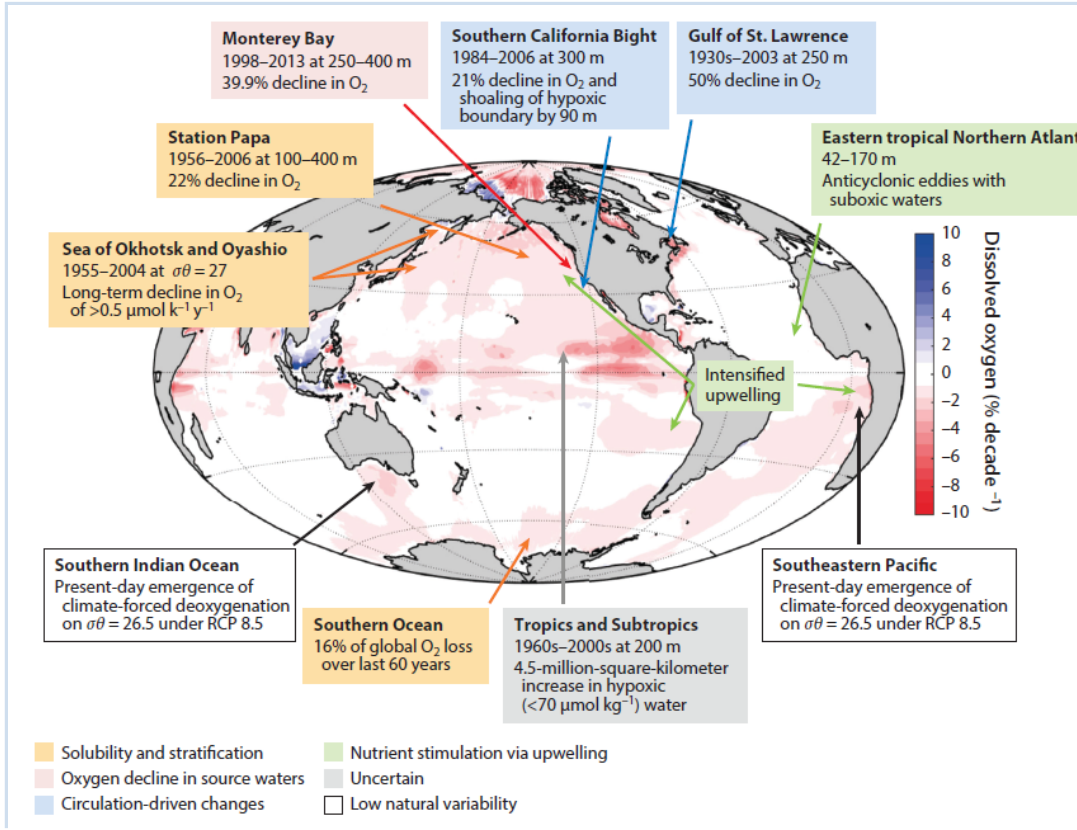 Monterey Bay
1998–2013 at 250–400 m
39.9% decline in O₂
Southern California Bight
1984–2006 at 300 m
21% decline in O₂ and
shoaling of hypoxic
boundary by 90 m
Gulf of St. Lawrence
1930s–2003 at 250 m
50% decline in O₂
Station Papa
1956–2006 at 100–400 m
22% decline in O₂
Eastern tropical Northern Atlant
42–170 m
Anticyclonic eddies with
suboxic waters
Sea of Okhotsk and Oyashio
1955–2004 at σθ = 27
Long-term decline in O₂
of >0.5 μmol k⁻¹ y⁻¹
Intensified
upwelling
10
8
6
4
2
0
−2
−4
−6
−8
−10
Dissolved oxygen (% decade⁻¹)
Southern Indian Ocean
Present-day emergence of
climate-forced deoxygenation
on σθ = 26.5 under RCP 8.5
Southern Ocean
16% of global O₂ loss
over last 60 years
Tropics and Subtropics
1960s–2000s at 200 m
4.5-million-square-kilometer
increase in hypoxic
(<70 μmol kg⁻¹) water
Southeastern Pacific
Present-day emergence of
climate-forced deoxygenation
on σθ = 26.5 under RCP 8.5
Solubility and stratification
Oxygen decline in source waters
Circulation-driven changes
Nutrient stimulation via upwelling
Uncertain
Low natural variability